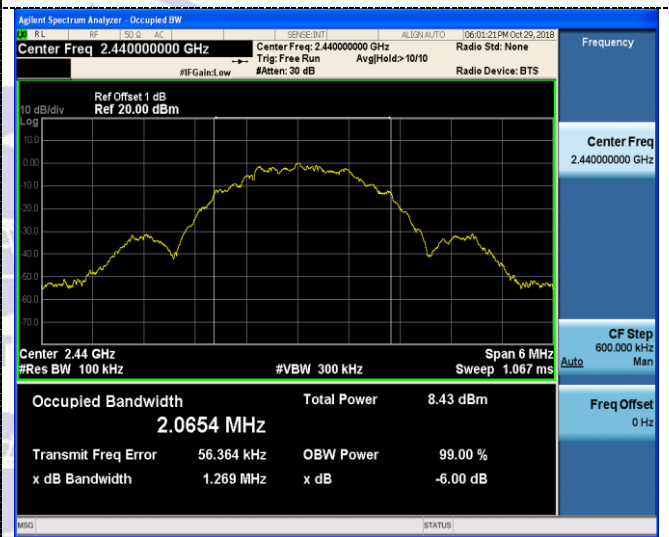 Agilent Spectrum Analyzer - Occupied BW
LXI RL RF 50 Ω AC SENSE:INT ALIGN AUTO 06:01:21 PM Oct 29, 2018
Center Freq 2.440000000 GHz Center Freq: 2.440000000 GHz Radio Std: None Frequency
Trig: Free Run Avg|Hold:> 10/10
#IFGain:Low #Atten: 30 dB Radio Device: BTS
Ref Offset 1 dB
10 dB/div Ref 20.00 dBm
Log
10.0
0.00
-10.0
-20.0
-30.0
-40.0
-50.0
-60.0
-70.0
Center Freq
2.440000000 GHz
CF Step
600.000 kHz
Auto Man
Freq Offset
0 Hz
Center 2.44 GHz Span 6 MHz
#Res BW 100 kHz #VBW 300 kHz Sweep 1.067 ms
Occupied Bandwidth Total Power 8.43 dBm
2.0654 MHz
Transmit Freq Error 56.364 kHz OBW Power 99.00 %
x dB Bandwidth 1.269 MHz x dB -6.00 dB
MSG STATUS